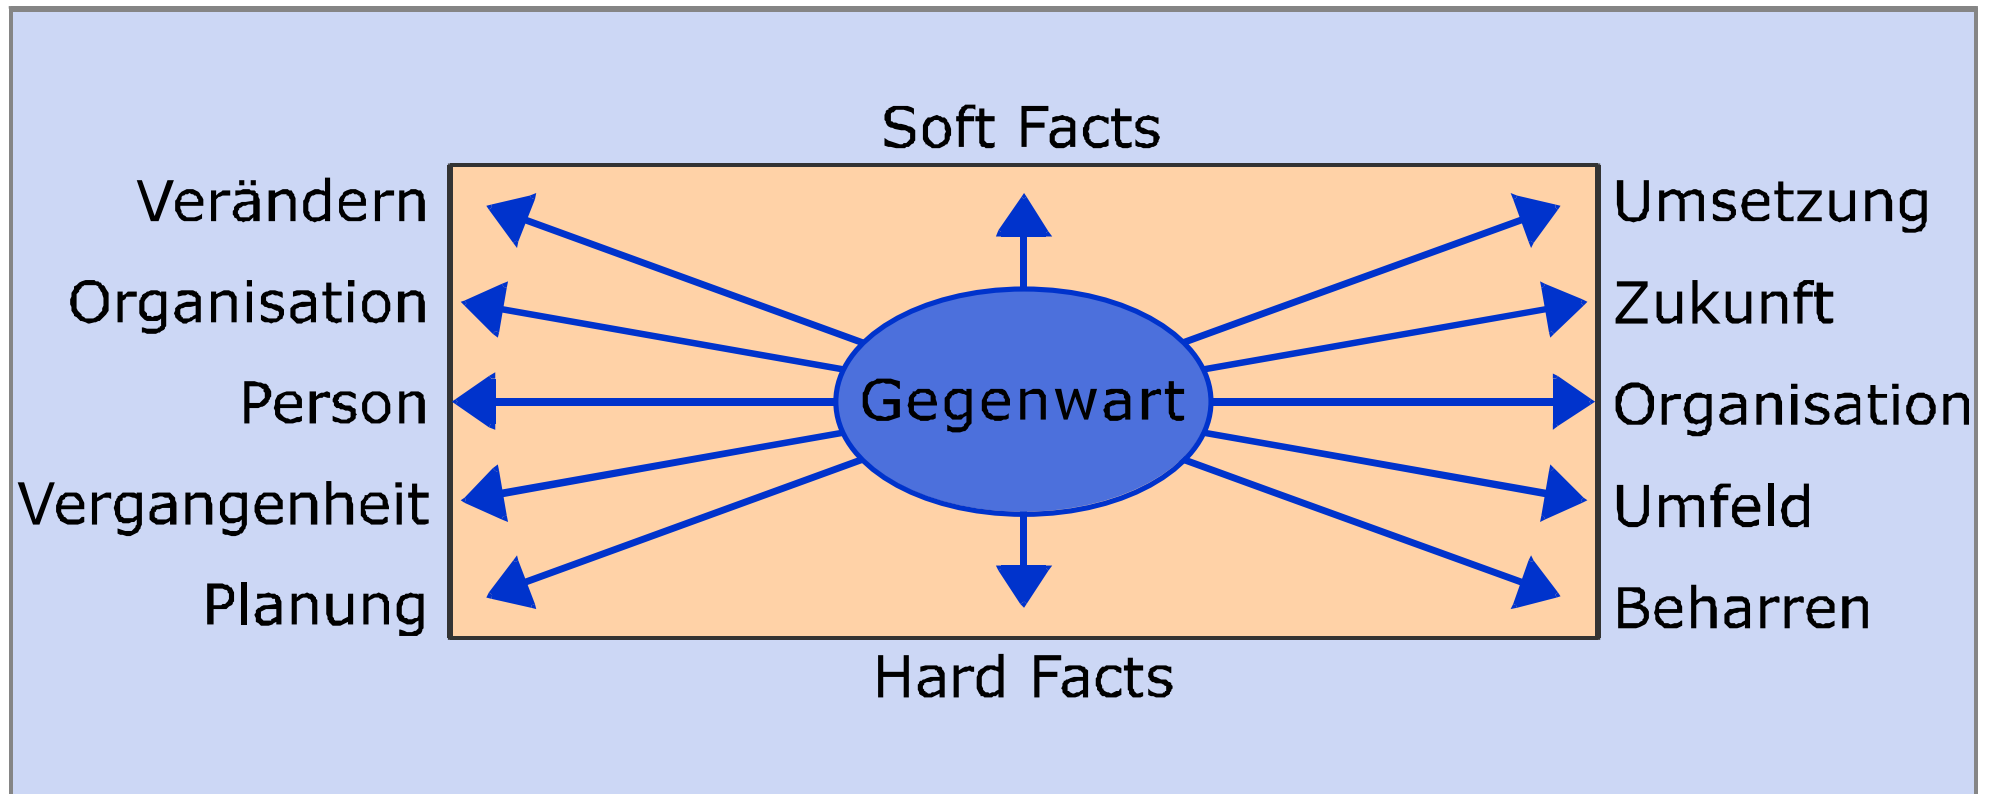 Soft Facts
Verändern
Umsetzung
Organisation
Zukunft
Person
Gegenwart
Organisation
Vergangenheit
Umfeld
Planung
Beharren
Hard Facts